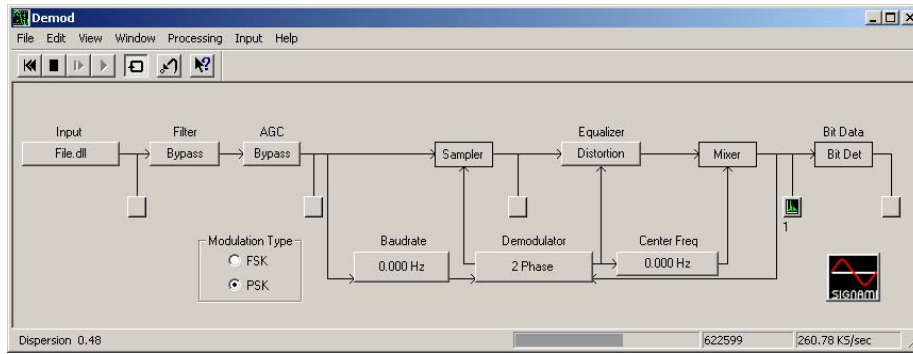 Demod
File Edit View Window Processing Input Help
Input Filter AGC Equalizer Bit Data
File.dll Bypass Bypass Sampler Distortion Mixer Bit Det
1
Modulation Type Baudrate Demodulator Center Freq
FSK
0.000 Hz 2 Phase 0.000 Hz
PSK
SIGNAMI
Dispersion 0.48 622599 260.78 KS/sec